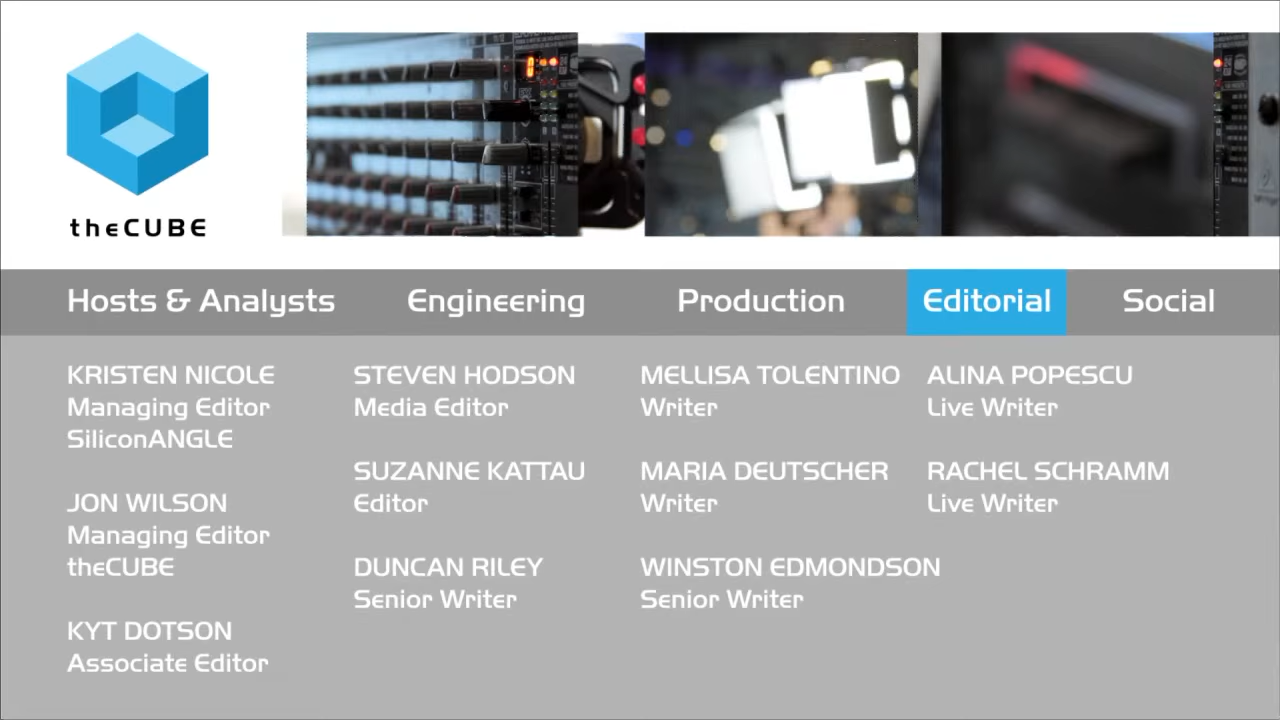 theCUBE
Hosts & Analysts
Engineering
Production
Editorial
Social
KRISTEN NICOLE
Managing Editor
SiliconANGLE
JON WILSON
Managing Editor
theCUBE
KYT DOTSON
Associate Editor
STEVEN HODSON
Media Editor
SUZANNE KATTAU
Editor
DUNCAN RILEY
Senior Writer
MELLISA TOLENTINO
Writer
MARIA DEUTSCHER
Writer
WINSTON EDMONDSON
Senior Writer
ALINA POPESCU
Live Writer
RACHEL SCHRAMM
Live Writer